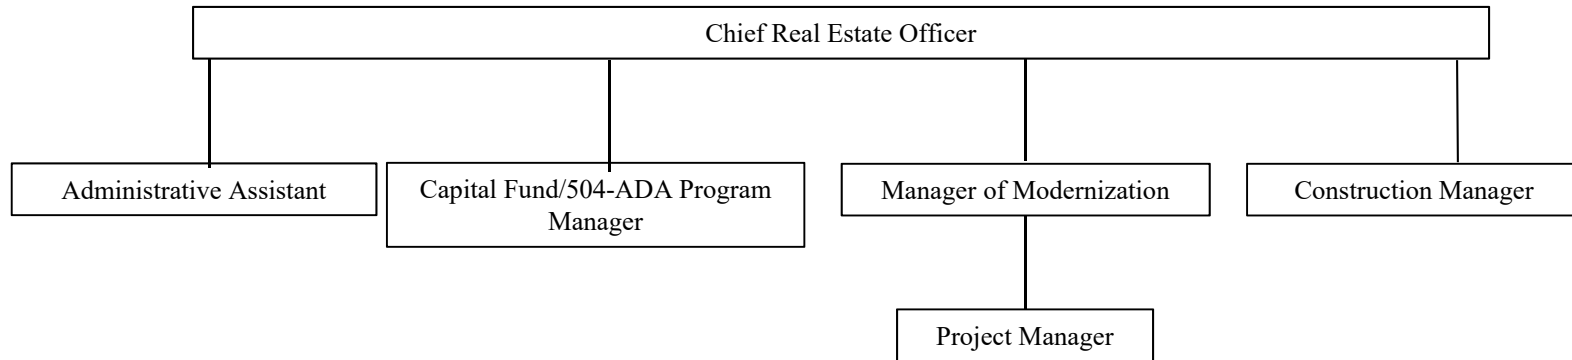 Chief Real Estate Officer
Administrative Assistant
Capital Fund/504-ADA Program
Manager
Manager of Modernization
Construction Manager
Project Manager